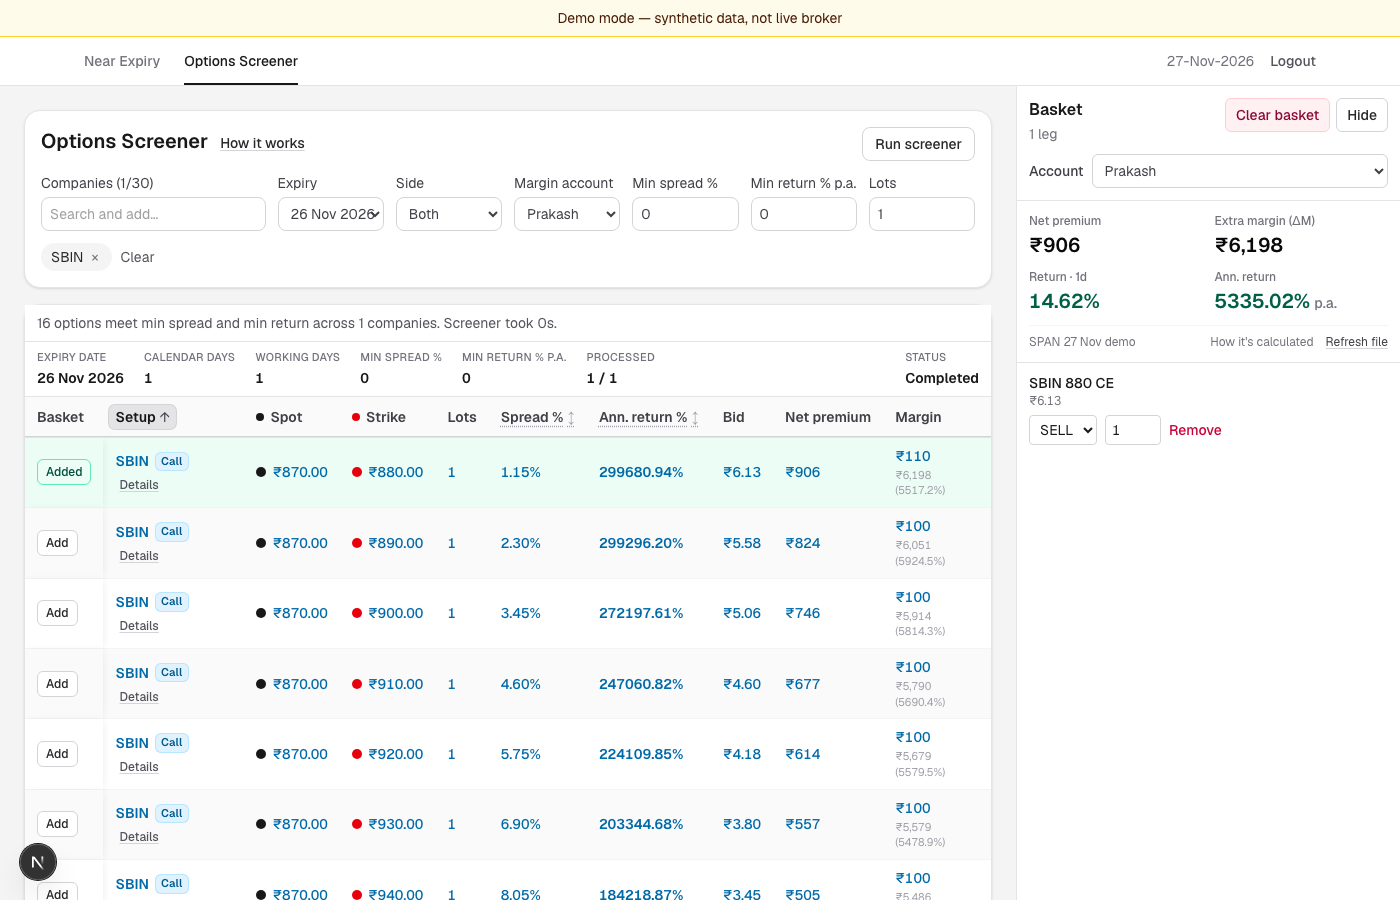 Demo mode — synthetic data, not live broker
Near Expiry Options Screener 27-Nov-2026 Logout
Options Screener How it works Run screener
Companies (1/30) Expiry Side Margin account Min spread % Min return % p.a. Lots
Search and add... 26 Nov 2026 Both Prakash 0 0 1
SBIN × Clear
16 options meet min spread and min return across 1 companies. Screener took 0s.
EXPIRY DATE CALENDAR DAYS WORKING DAYS MIN SPREAD % MIN RETURN % P.A. PROCESSED STATUS
26 Nov 2026 1 1 0 0 1 / 1 Completed
Basket Setup ↑ Spot Strike Lots Spread % ↕ Ann. return % ↕ Bid Net premium Margin
Added SBIN Call ₹870.00 ₹880.00 1 1.15% 299680.94% ₹6.13 ₹906 ₹110
Details ₹6,198
(5517.2%)
Add SBIN Call ₹870.00 ₹890.00 1 2.30% 299296.20% ₹5.58 ₹824 ₹100
Details ₹6,051
(5924.5%)
Add SBIN Call ₹870.00 ₹900.00 1 3.45% 272197.61% ₹5.06 ₹746 ₹100
Details ₹5,914
(5814.3%)
Add SBIN Call ₹870.00 ₹910.00 1 4.60% 247060.82% ₹4.60 ₹677 ₹100
Details ₹5,790
(5690.4%)
Add SBIN Call ₹870.00 ₹920.00 1 5.75% 224109.85% ₹4.18 ₹614 ₹100
Details ₹5,679
(5579.5%)
Add SBIN Call ₹870.00 ₹930.00 1 6.90% 203344.68% ₹3.80 ₹557 ₹100
Details ₹5,579
(5478.9%)
Add SBIN Call ₹870.00 ₹940.00 1 8.05% 184218.87% ₹3.45 ₹505 ₹100
₹5,486
N
Basket Clear basket Hide
1 leg
Account Prakash
Net premium Extra margin (ΔM)
₹906 ₹6,198
Return · 1d Ann. return
14.62% 5335.02% p.a.
SPAN 27 Nov demo How it's calculated Refresh file
SBIN 880 CE
₹6.13
SELL 1 Remove